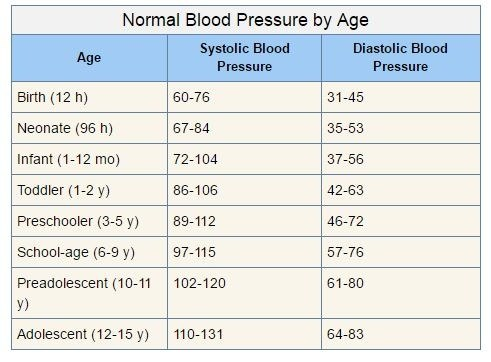 Normal Blood Pressure by Age
Age Systolic Blood Pressure Diastolic Blood Pressure
Birth (12 h) 60-76 31-45
Neonate (96 h) 67-84 35-53
Infant (1-12 mo) 72-104 37-56
Toddler (1-2 y) 86-106 42-63
Preschooler (3-5 y) 89-112 46-72
School-age (6-9 y) 97-115 57-76
Preadolescent (10-11 y) 102-120 61-80
Adolescent (12-15 y) 110-131 64-83